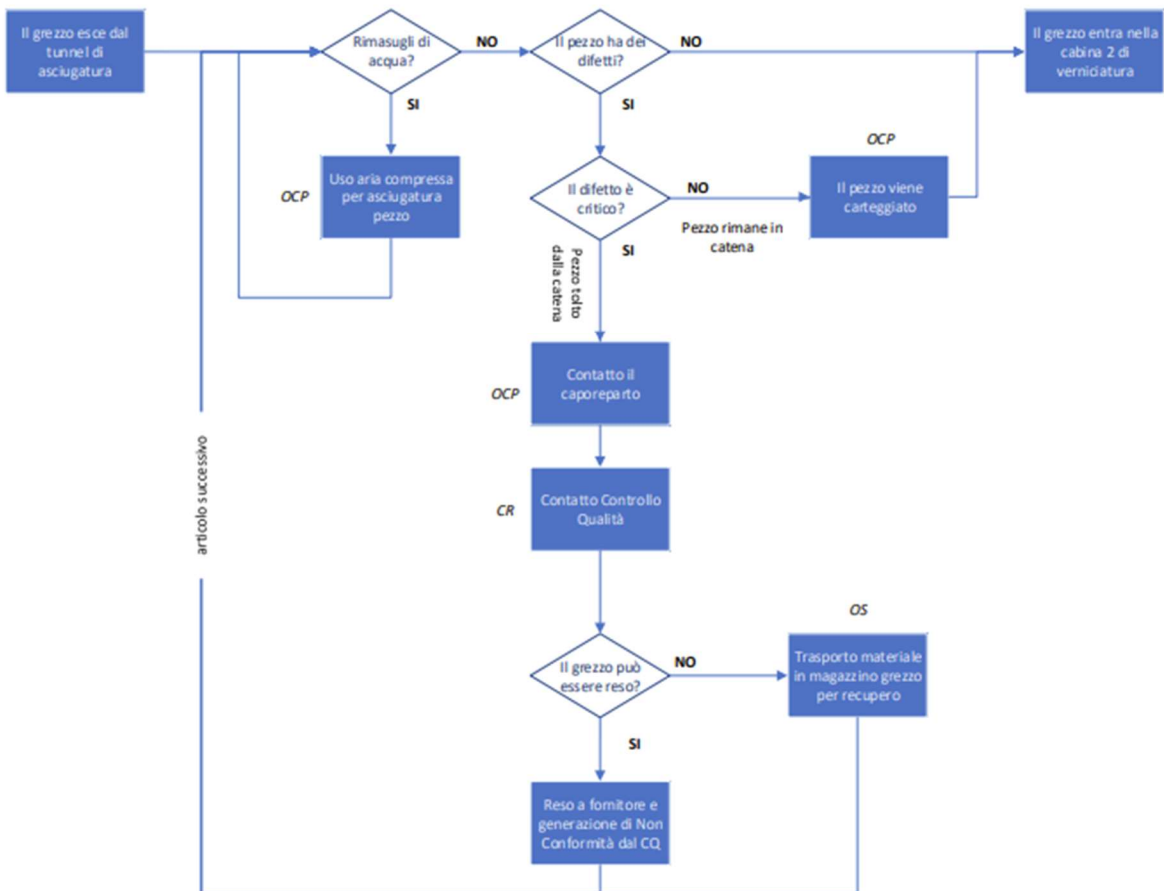 Il grezzo esce dal
tunnel di
asciugatura
Rimasugli di
acqua?
NO
Il pezzo ha dei
difetti?
NO
Il grezzo entra nella
cabina 2 di
verniciatura
SI
SI
OCP
Uso aria compressa
per asciugatura
pezzo
Il difetto è
critico?
NO
Pezzo rimane in
catena
OCP
Il pezzo viene
carteggiato
SI
Pezzo tolto
dalla catena
OCP
Contatto il
caporeparto
articolo successivo
CR
Contatto Controllo
Qualità
OS
Il grezzo può
essere reso?
NO
Trasporto materiale
in magazzino grezzo
per recupero
SI
Reso a fornitore e
generazione di Non
Conformità dal CQ